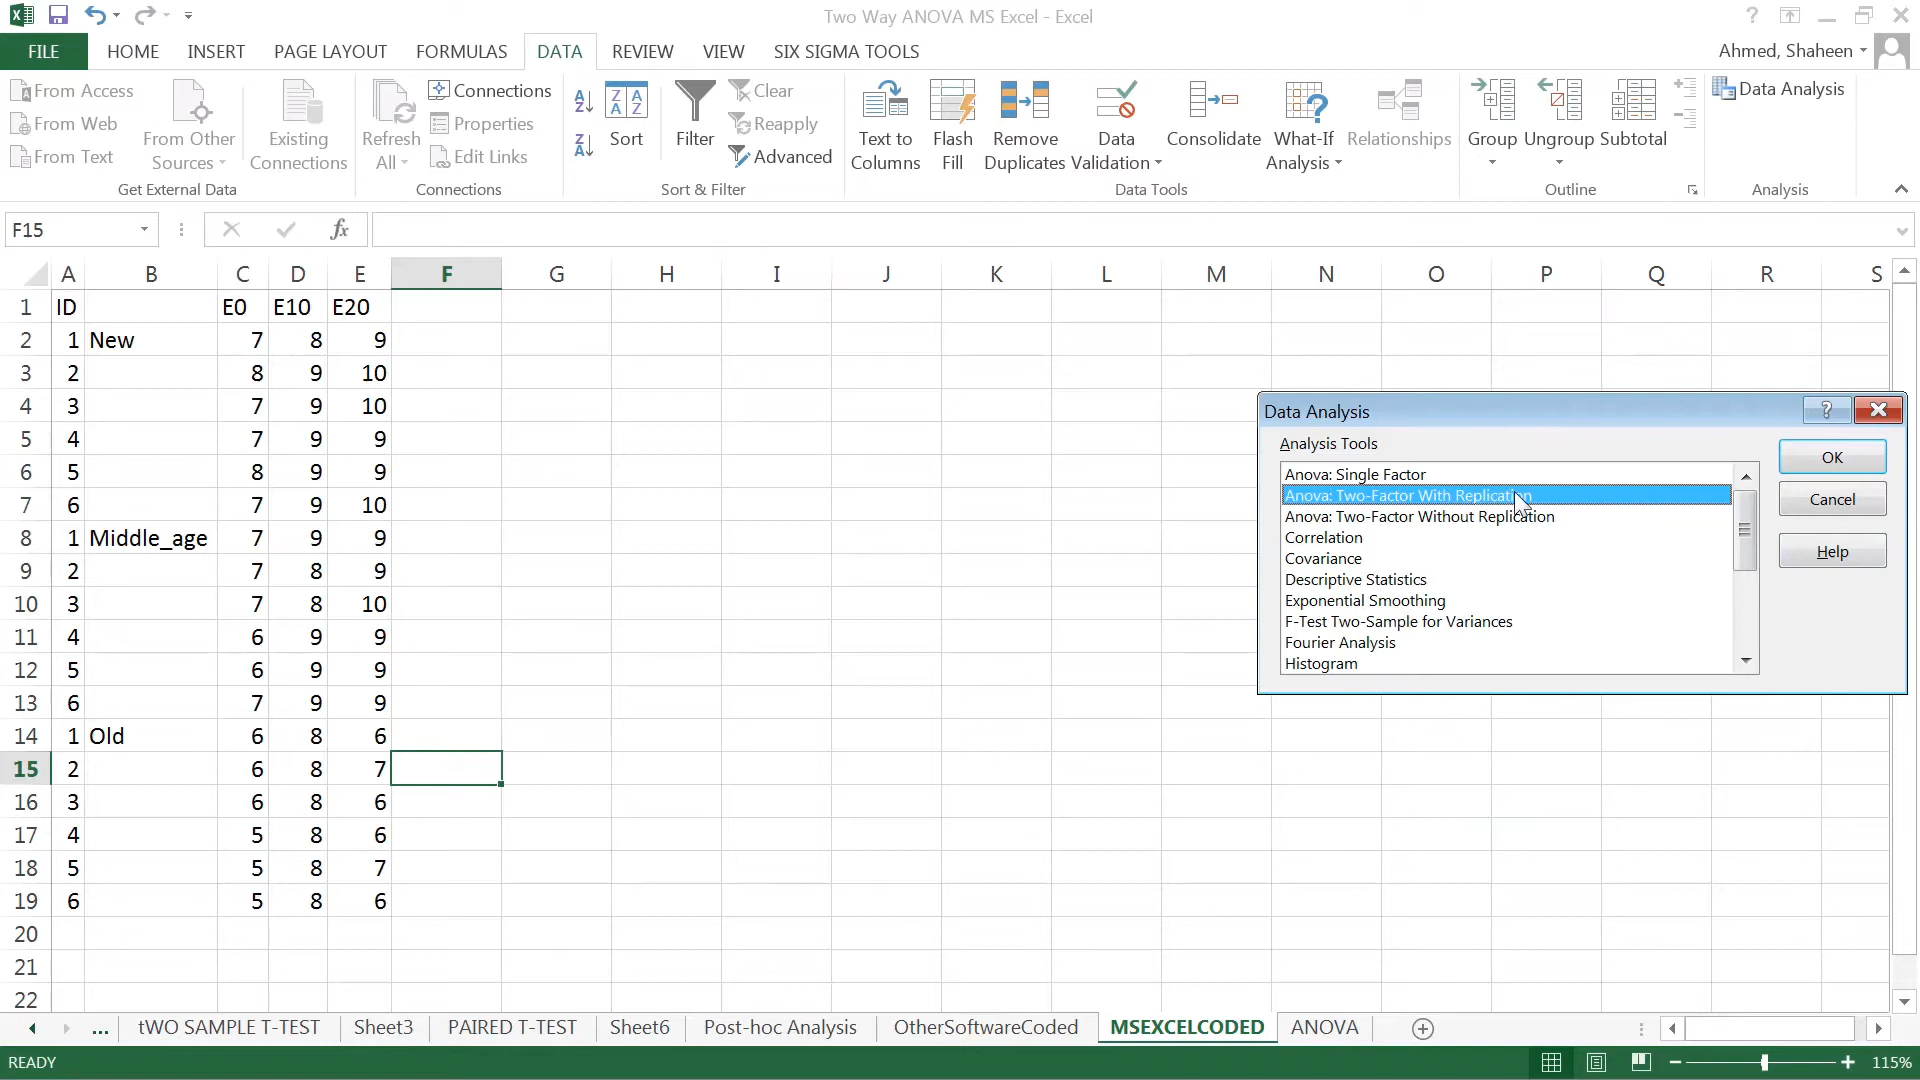 Two Way ANOVA MS Excel - Excel
FILE HOME INSERT PAGE LAYOUT FORMULAS DATA REVIEW VIEW SIX SIGMA TOOLS Ahmed, Shaheen
From Access
From Web
From Text
From Other Sources
Existing Connections
Get External Data
Refresh All
Connections
Properties
Edit Links
Connections
Sort
Filter
Clear
Reapply
Advanced
Sort & Filter
Text to Columns
Flash Fill
Remove Duplicates
Data Validation
Consolidate
What-If Analysis
Relationships
Data Tools
Group
Ungroup
Subtotal
Outline
Data Analysis
Analysis
F15 fx
A B C D E F G H I J K L M N O P Q R S
1 ID E0 E10 E20
2 1 New 7 8 9
3 2 8 9 10
4 3 7 9 10
5 4 7 9 9
6 5 8 9 9
7 6 7 9 10
8 1 Middle_age 7 9 9
9 2 7 8 9
10 3 7 8 10
11 4 6 9 9
12 5 6 9 9
13 6 7 9 9
14 1 Old 6 8 6
15 2 6 8 7
16 3 6 8 6
17 4 5 8 6
18 5 5 8 7
19 6 5 8 6
20
21
22
Data Analysis
Analysis Tools
Anova: Single Factor
Anova: Two-Factor With Replication
Anova: Two-Factor Without Replication
Correlation
Covariance
Descriptive Statistics
Exponential Smoothing
F-Test Two-Sample for Variances
Fourier Analysis
Histogram
OK
Cancel
Help
... tWO SAMPLE T-TEST Sheet3 PAIRED T-TEST Sheet6 Post-hoc Analysis OtherSoftwareCoded MSEXCELCODED ANOVA
READY 115%